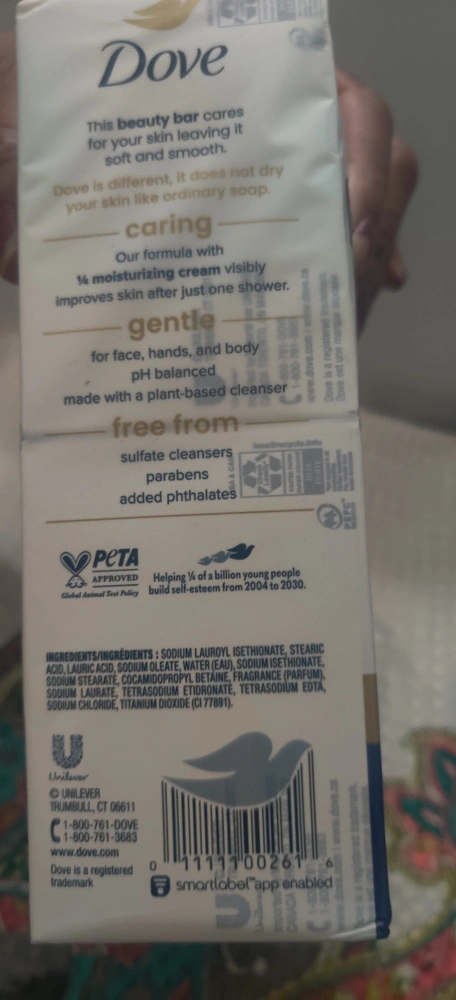 Dove
This beauty bar cares
for your skin leaving it
soft and smooth.
Dove is different, it does not dry
your skin like ordinary soap.
caring
Our formula with
¼ moisturizing cream visibly
improves skin after just one shower.
gentle
for face, hands, and body
pH balanced
made with a plant-based cleanser
free from
sulfate cleansers
parabens
added phthalates
how2recycle.info
PETA
APPROVED
Global Animal Test Policy
Helping ¼ of a billion young people
build self-esteem from 2004 to 2030.
INGREDIENTS/INGRÉDIENTS : SODIUM LAUROYL ISETHIONATE, STEARIC
ACID, LAURIC ACID, SODIUM OLEATE, WATER (EAU), SODIUM ISETHIONATE,
SODIUM STEARATE, COCAMIDOPROPYL BETAINE, FRAGRANCE (PARFUM),
SODIUM LAURATE, TETRASODIUM ETIDRONATE, TETRASODIUM EDTA,
SODIUM CHLORIDE, TITANIUM DIOXIDE (CI 77891).
Unilever
© UNILEVER
TRUMBULL, CT 06611
1-800-761-DOVE
1-800-761-3683
www.dove.com
Dove is a registered
trademark
0 11111 00261 6
smartlabel™ app enabled